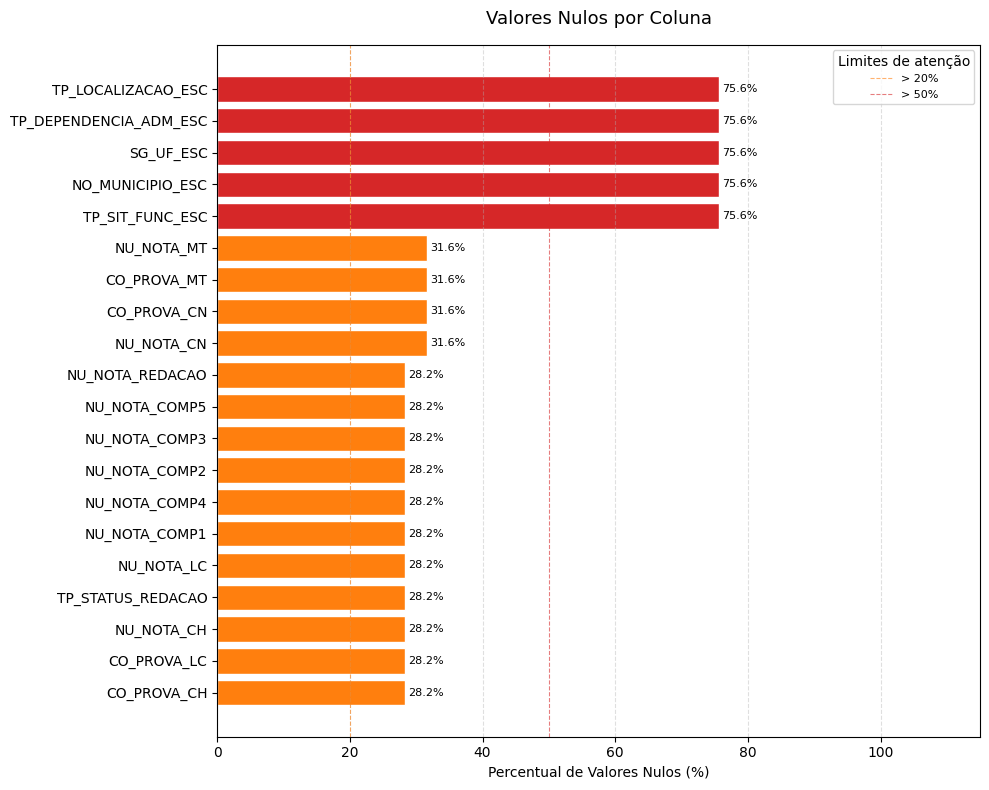 Valores Nulos por Coluna
Limites de atenção
> 20%
> 50%
TP_LOCALIZACAO_ESC 75.6%
TP_DEPENDENCIA_ADM_ESC 75.6%
SG_UF_ESC 75.6%
NO_MUNICIPIO_ESC 75.6%
TP_SIT_FUNC_ESC 75.6%
NU_NOTA_MT 31.6%
CO_PROVA_MT 31.6%
CO_PROVA_CN 31.6%
NU_NOTA_CN 31.6%
NU_NOTA_REDACAO 28.2%
NU_NOTA_COMP5 28.2%
NU_NOTA_COMP3 28.2%
NU_NOTA_COMP2 28.2%
NU_NOTA_COMP4 28.2%
NU_NOTA_COMP1 28.2%
NU_NOTA_LC 28.2%
TP_STATUS_REDACAO 28.2%
NU_NOTA_CH 28.2%
CO_PROVA_LC 28.2%
CO_PROVA_CH 28.2%
0 20 40 60 80 100
Percentual de Valores Nulos (%)